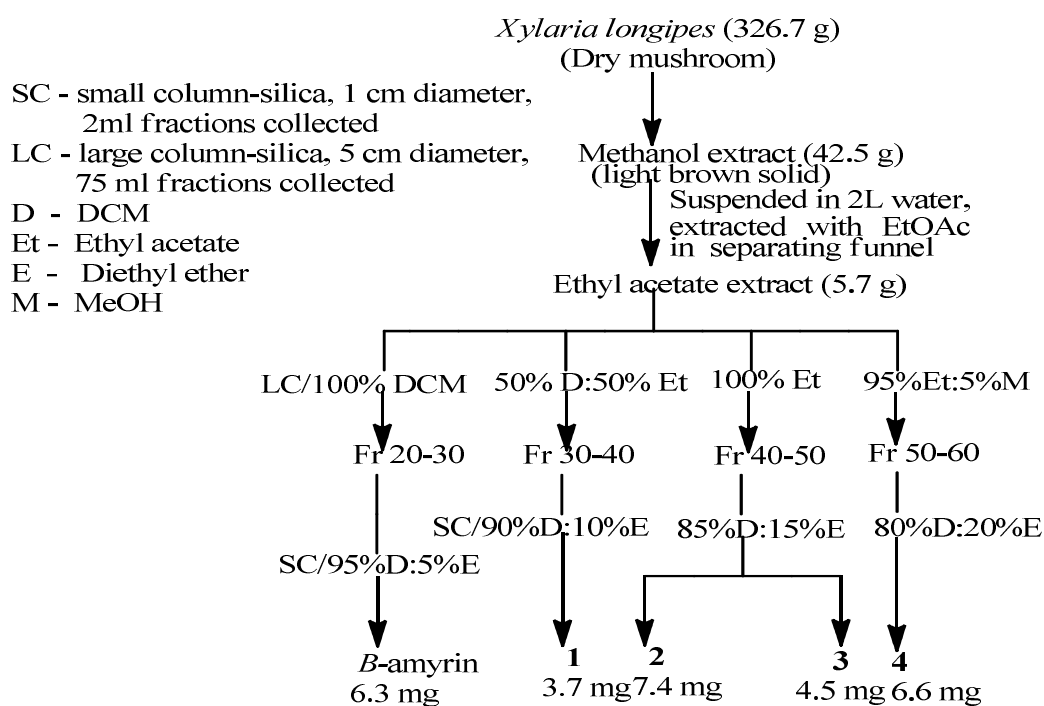 Xylaria longipes (326.7 g)
(Dry mushroom)
SC - small column-silica, 1 cm diameter,
2ml fractions collected
LC - large column-silica, 5 cm diameter,
75 ml fractions collected
D - DCM
Et - Ethyl acetate
E - Diethyl ether
M - MeOH
Methanol extract (42.5 g)
(light brown solid)
Suspended in 2L water,
extracted with EtOAc
in separating funnel
Ethyl acetate extract (5.7 g)
LC/100% DCM 50% D:50% Et 100% Et 95%Et:5%M
Fr 20-30 Fr 30-40 Fr 40-50 Fr 50-60
SC/90%D:10%E 85%D:15%E 80%D:20%E
SC/95%D:5%E
B-amyrin 1 2 3 4
6.3 mg 3.7 mg 7.4 mg 4.5 mg 6.6 mg